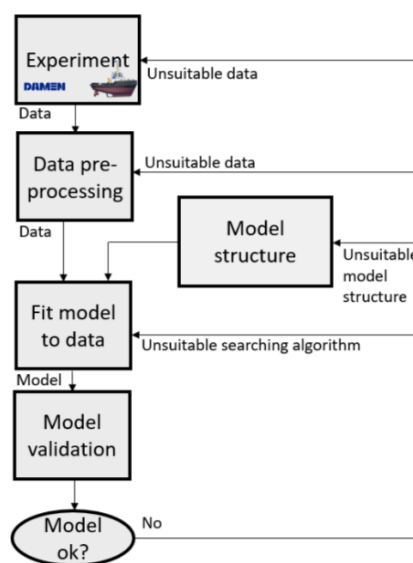 Experiment
DAMEN
Unsuitable data
Data
Data pre-
processing
Unsuitable data
Data
Model
structure
Unsuitable
model
structure
Fit model
to data
Unsuitable searching algorithm
Model
Model
validation
Model
ok?
No